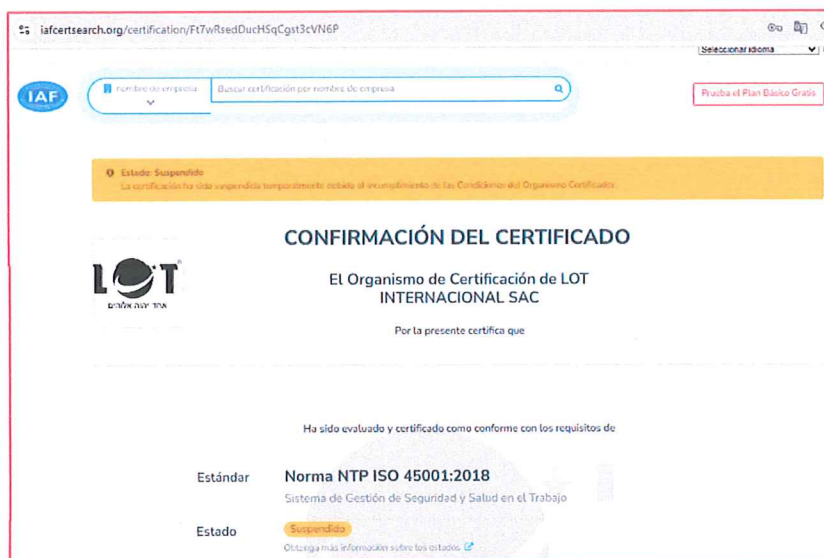 iafcertsearch.org/certification/Ft7wRsedDucHSqCgst3cVN6P
Seleccionar idioma
IAF
nombre de empresa
Buscar certificación por nombre de empresa
Prueba el Plan Básico Gratis
Estado: Suspendido
La certificación ha sido suspendida temporalmente debido al incumplimiento de las Condiciones del Organismo Certificador.
CONFIRMACIÓN DEL CERTIFICADO
LOT
אחד יהוה אלוהים
El Organismo de Certificación de LOT
INTERNACIONAL SAC
Por la presente certifica que
Ha sido evaluado y certificado como conforme con los requisitos de
Estándar
Norma NTP ISO 45001:2018
Sistema de Gestión de Seguridad y Salud en el Trabajo
Estado
Suspendido
Obtenga más información sobre los estados